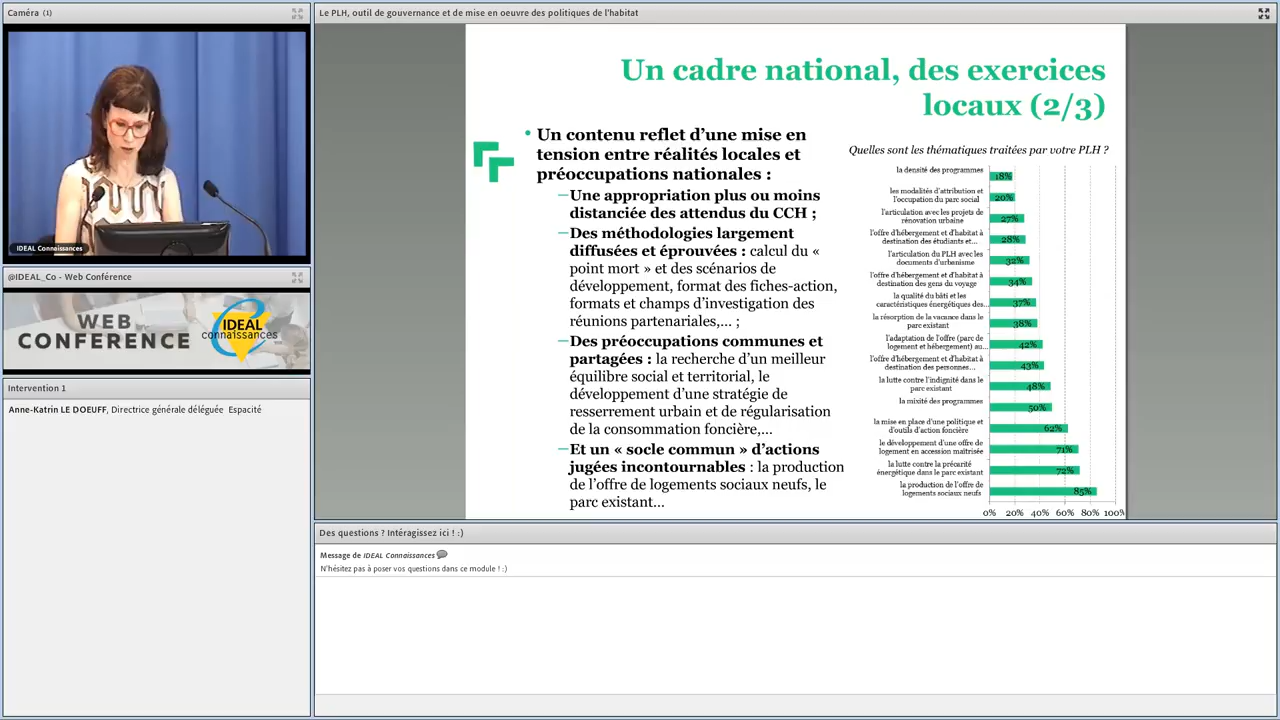 Caméra (1)
IDEAL Connaissances
@IDEAL_Co - Web Conférence
WEB
CONFERENCE
IDEAL
connaissances
Intervention 1
Anne-Katrin LE DOEUFF, Directrice générale déléguée Espacité
Le PLH, outil de gouvernance et de mise en oeuvre des politiques de l'habitat
Un cadre national, des exercices
locaux (2/3)
• Un contenu reflet d’une mise en
tension entre réalités locales et
préoccupations nationales :
–Une appropriation plus ou moins
distanciée des attendus du CCH ;
–Des méthodologies largement
diffusées et éprouvées : calcul du «
point mort » et des scénarios de
développement, format des fiches-action,
formats et champs d’investigation des
réunions partenariales,… ;
–Des préoccupations communes et
partagées : la recherche d’un meilleur
équilibre social et territorial, le
développement d’une stratégie de
resserrement urbain et de régularisation
de la consommation foncière,…
–Et un « socle commun » d’actions
jugées incontournables : la production
de l’offre de logements sociaux neufs, le
parc existant…
Quelles sont les thématiques traitées par votre PLH ?
la densité des programmes
18%
les modalités d'attribution et
l'occupation du parc social
20%
l'articulation avec les projets de
rénovation urbaine
27%
l'offre d'hébergement et d'habitat à
destination des étudiants et…
28%
l'articulation du PLH avec les
documents d'urbanisme
32%
l'offre d'hébergement et d'habitat à
destination des gens du voyage
34%
la qualité du bâti et les
caractéristiques énergétiques des…
37%
la résorption de la vacance dans le
parc existant
38%
l'adaptation de l'offre (parc de
logement et hébergement) au…
42%
l'offre d'hébergement et d'habitat à
destination des personnes…
43%
la lutte contre l'indignité dans le
parc existant
48%
la mixité des programmes
50%
la mise en place d'une politique et
d'outils d'action foncière
62%
le développement d'une offre de
logement en accession maîtrisée
71%
la lutte contre la précarité
énergétique dans le parc existant
72%
la production de l'offre de
logements sociaux neufs
85%
0% 20% 40% 60% 80% 100%
Des questions ? Intéragissez ici ! :)
Message de IDEAL Connaissances
N'hésitez pas à poser vos questions dans ce module ! :)